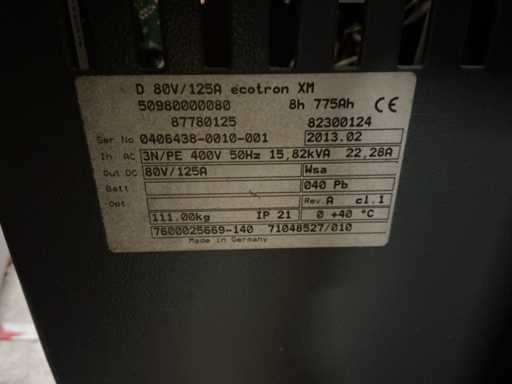 D 80V/125A ecotron XM
50980000080 8h 775Ah CE
87780125 82300124
Ser No 0406438-0010-001 2013.02
In AC 3N/PE 400V 50Hz 15,82kVA 22,28A
Out DC 80V/125A Wsa
Batt 040 Pb
Opt Rev. A cl.1
111.00kg IP 21 0 +40 °C
7600025669-140 71048527/010
Made in Germany